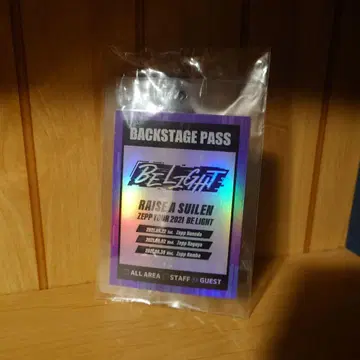 BACKSTAGE PASS
BE LIGHT
RAISE A SUILEN
ZEPP TOUR 2021 BE LIGHT
Zepp Haneda
Zepp Nagoya
Zepp Namba
ALL AREA STAFF GUEST